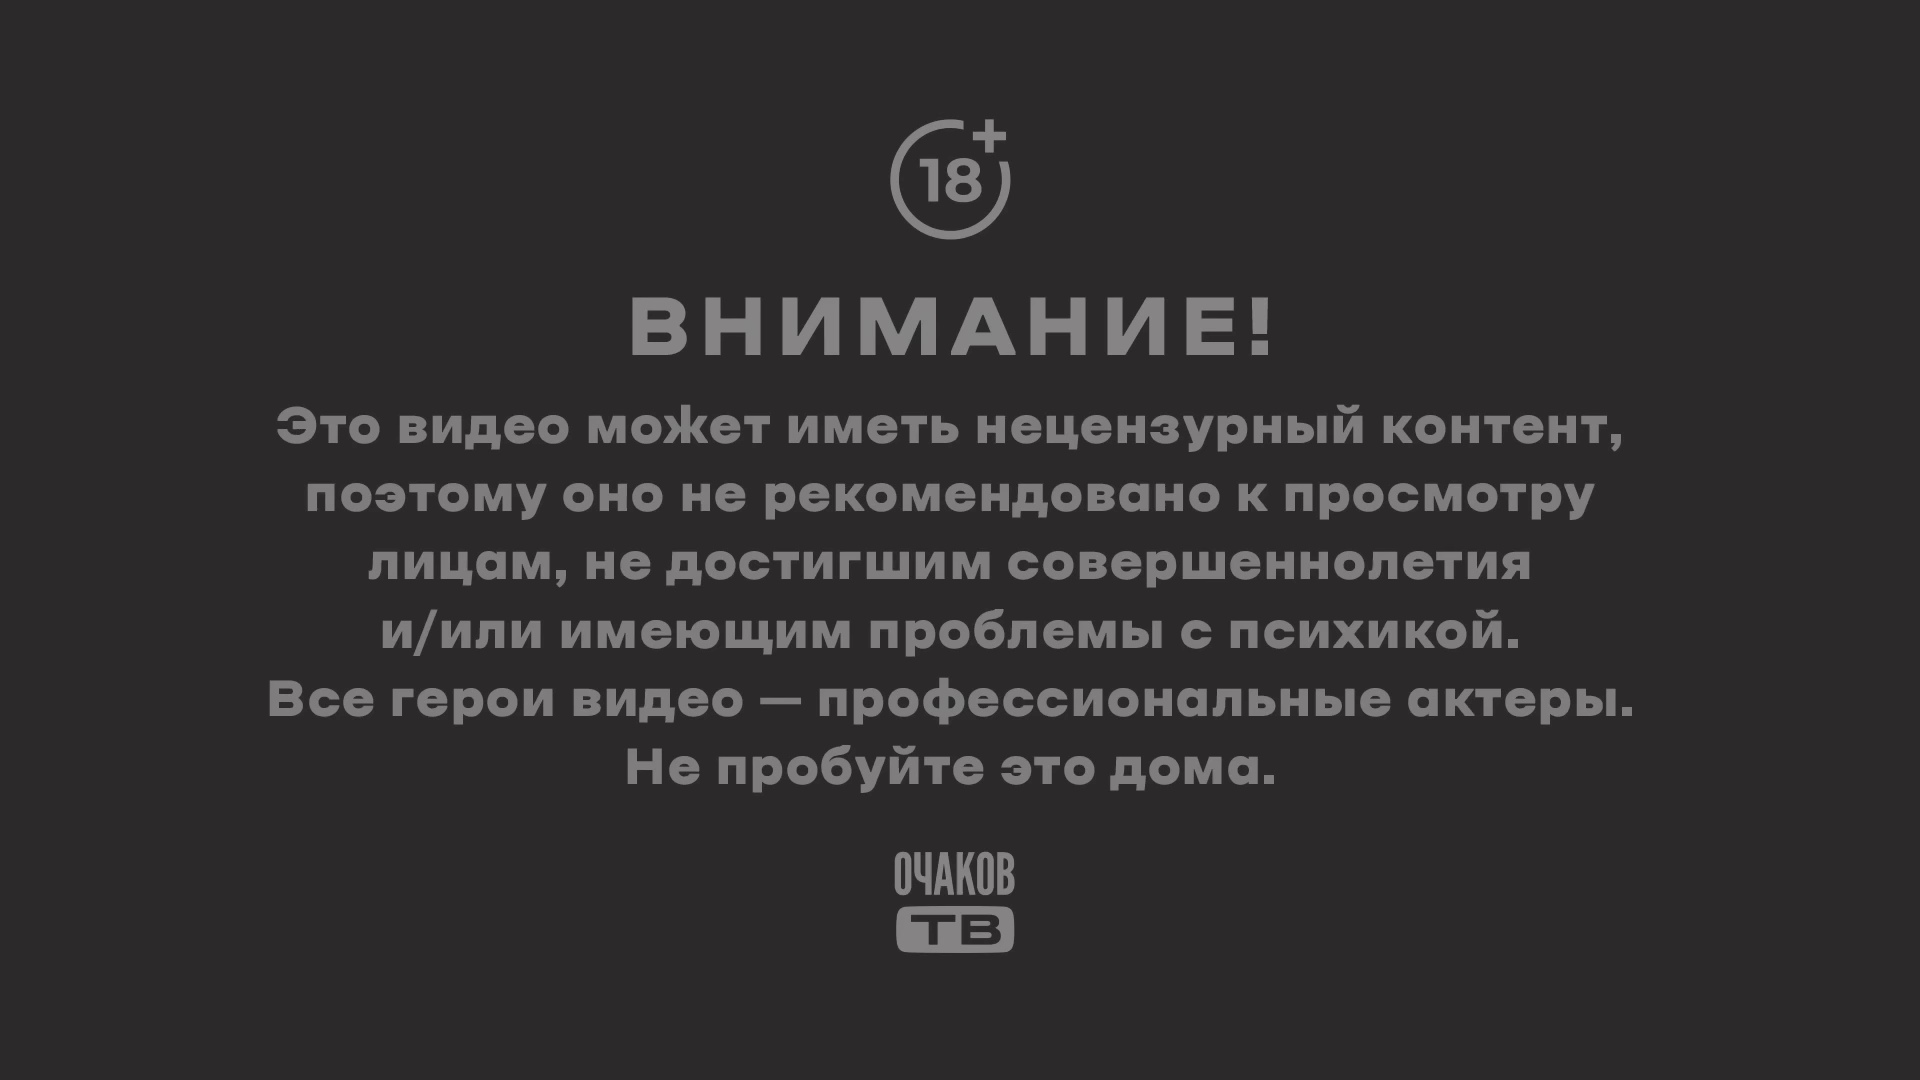 18+
ВНИМАНИЕ!
Это видео может иметь нецензурный контент,
поэтому оно не рекомендовано к просмотру
лицам, не достигшим совершеннолетия
и/или имеющим проблемы с психикой.
Все герои видео — профессиональные актеры.
Не пробуйте это дома.
ОЧАКОВ
ТВ